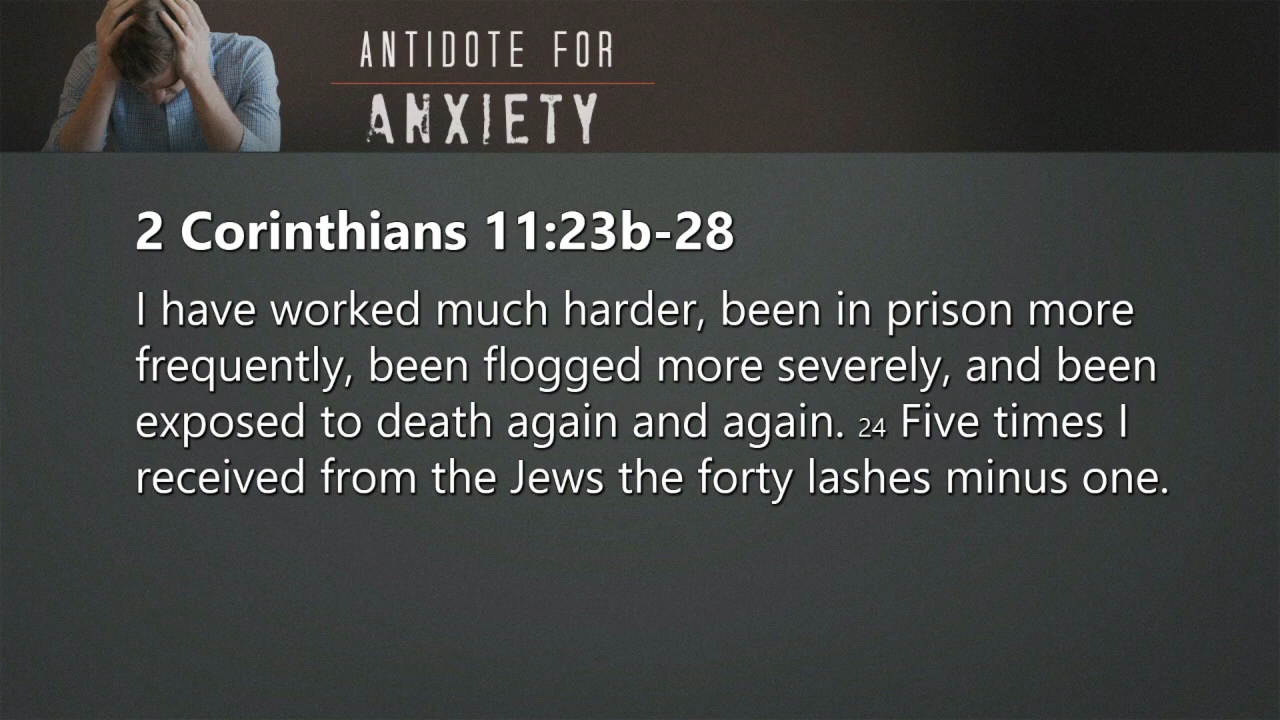 ANTIDOTE FOR
ANXIETY
2 Corinthians 11:23b-28
I have worked much harder, been in prison more
frequently, been flogged more severely, and been
exposed to death again and again. 24 Five times I
received from the Jews the forty lashes minus one.